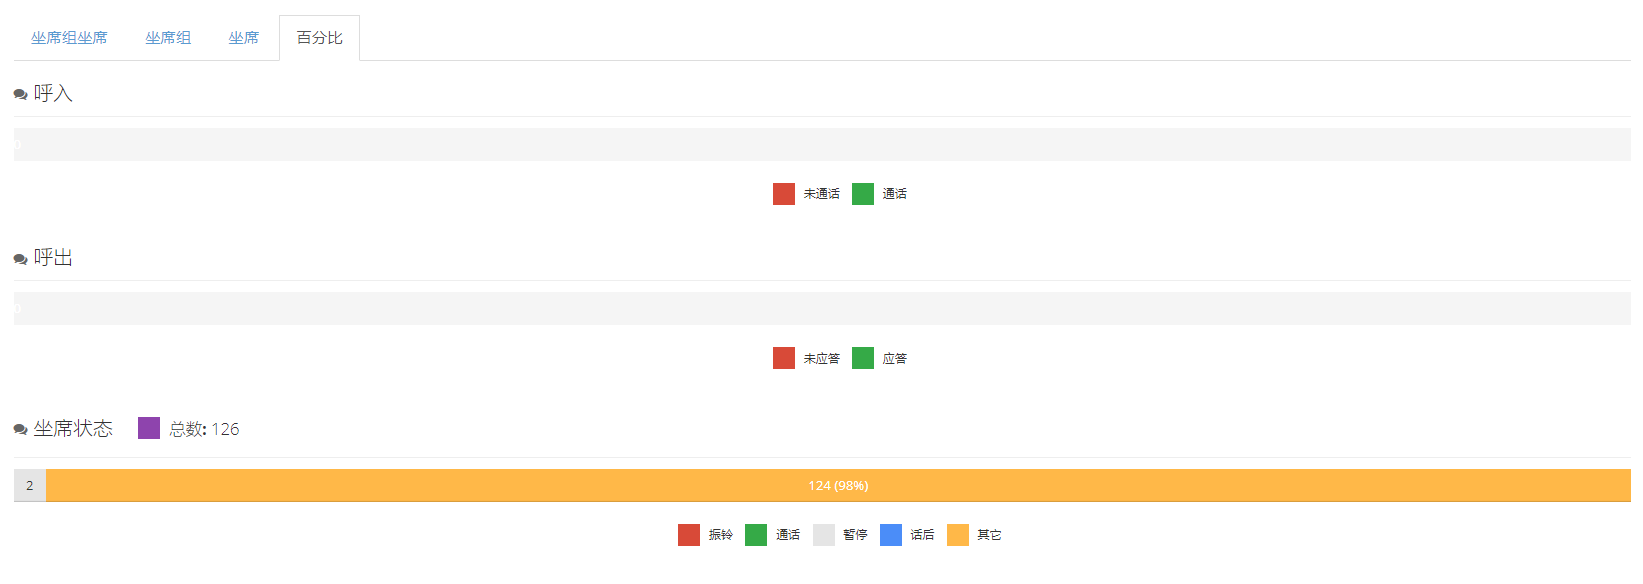 坐席组坐席 坐席组 坐席 百分比
呼入
0
未通话 通话
呼出
0
未应答 应答
坐席状态 总数: 126
2 124 (98%)
振铃 通话 暂停 话后 其它